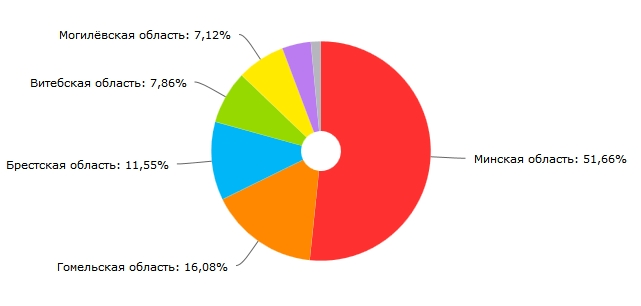 Могилёвская область: 7,12%
Витебская область: 7,86%
Брестская область: 11,55%
Минская область: 51,66%
Гомельская область: 16,08%